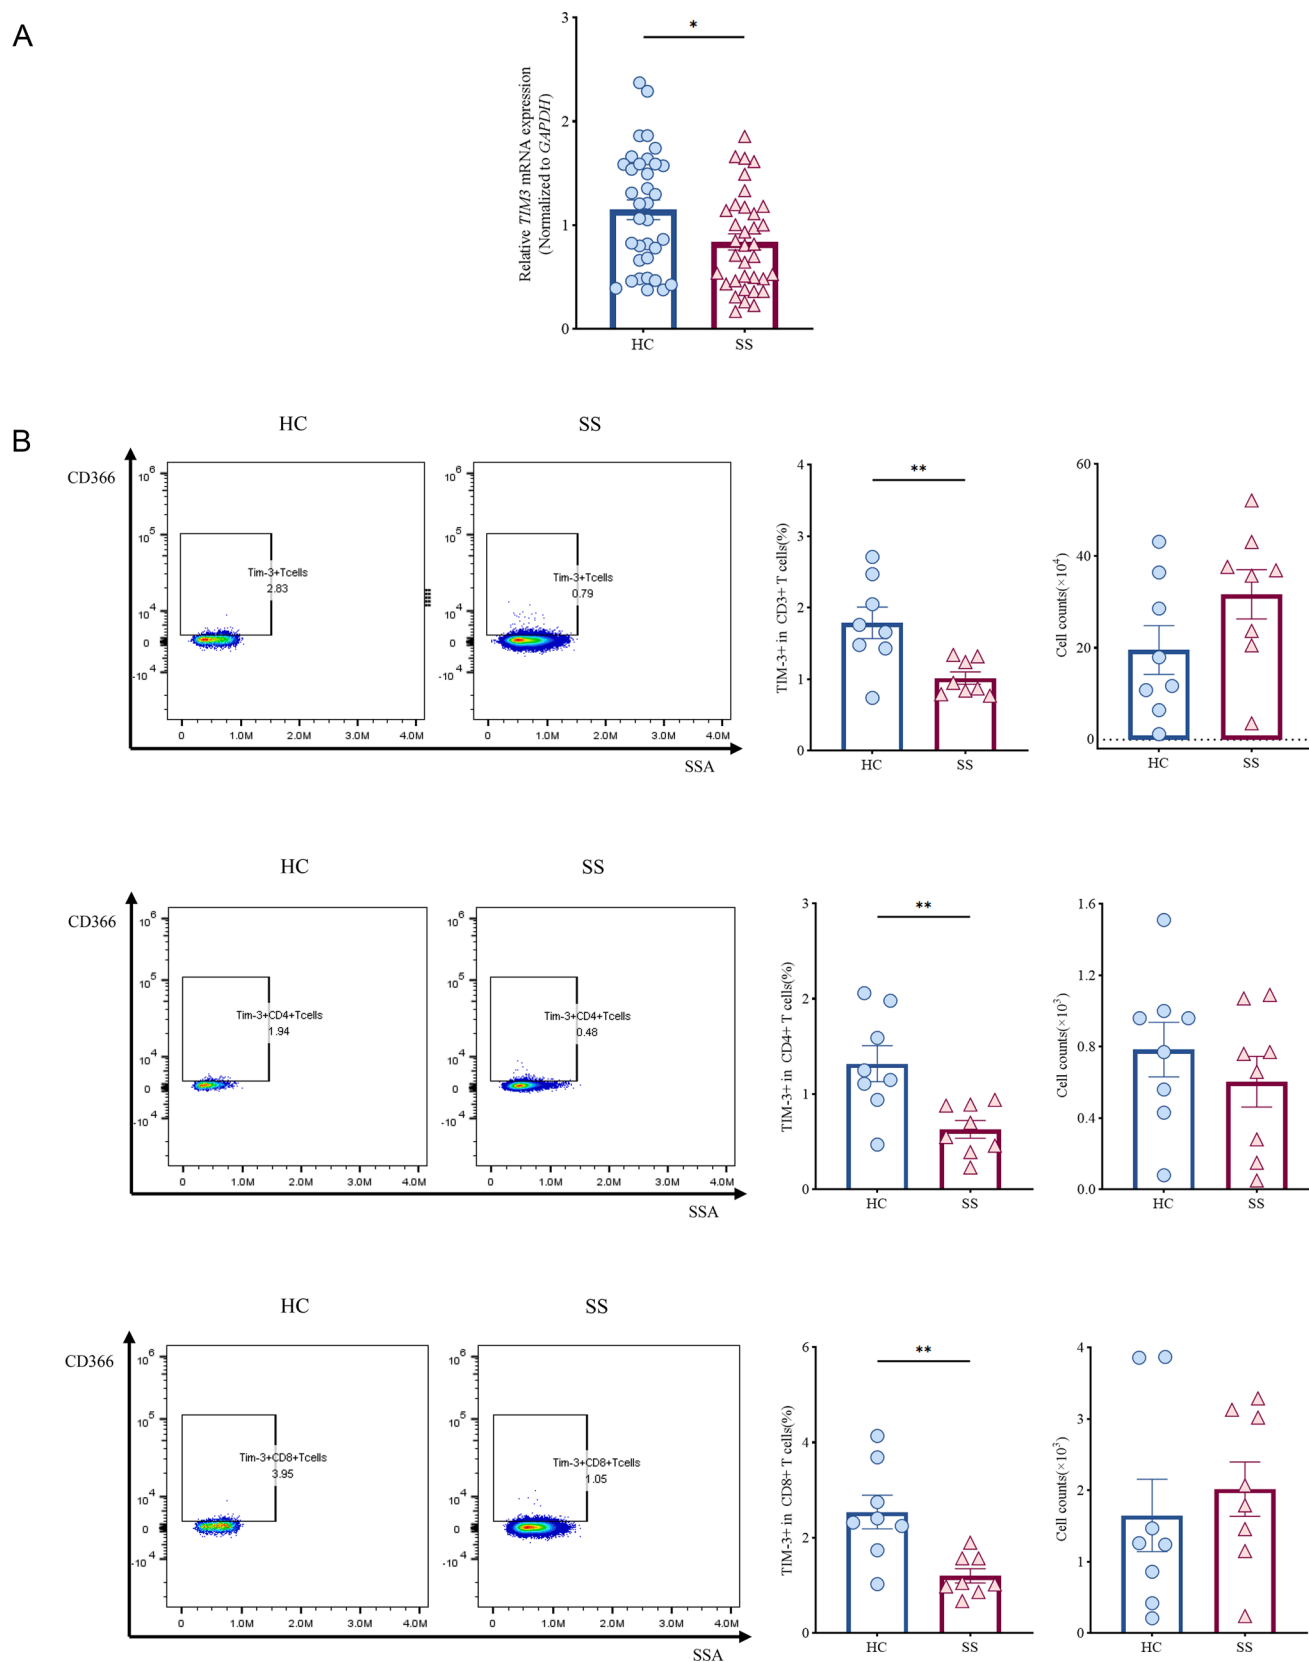 A
Relative TIM3 mRNA expression
(Normalized to GAPDH)
3
2
1
0
*
HC
SS
B
HC
SS
CD366
10^6
10^5
10^4
0
-10^4
Tim-3+Tcells
2.83
0
1.0M
2.0M
3.0M
4.0M
10^6
10^5
10^4
0
-10^4
Tim-3+Tcells
0.79
0
1.0M
2.0M
3.0M
4.0M
SSA
TIM-3+ in CD3+ T cells(%)
4
3
2
1
0
**
HC
SS
Cell counts(×10^4)
60
40
20
0
HC
SS
HC
SS
CD366
10^6
10^5
10^4
0
-10^4
Tim-3+CD4+Tcells
1.94
0
1.0M
2.0M
3.0M
4.0M
10^6
10^5
10^4
0
-10^4
Tim-3+CD4+Tcells
0.48
0
1.0M
2.0M
3.0M
4.0M
SSA
TIM-3+ in CD4+ T cells(%)
3
2
1
0
**
HC
SS
Cell counts(×10^3)
1.6
1.2
0.8
0.4
0.0
HC
SS
HC
SS
CD366
10^6
10^5
10^4
0
-10^4
Tim-3+CD8+Tcells
3.95
0
1.0M
2.0M
3.0M
4.0M
10^6
10^5
10^4
0
-10^4
Tim-3+CD8+Tcells
1.05
0
1.0M
2.0M
3.0M
4.0M
SSA
TIM-3+ in CD8+ T cells(%)
6
4
2
0
**
HC
SS
Cell counts(×10^3)
4
3
2
1
0
HC
SS